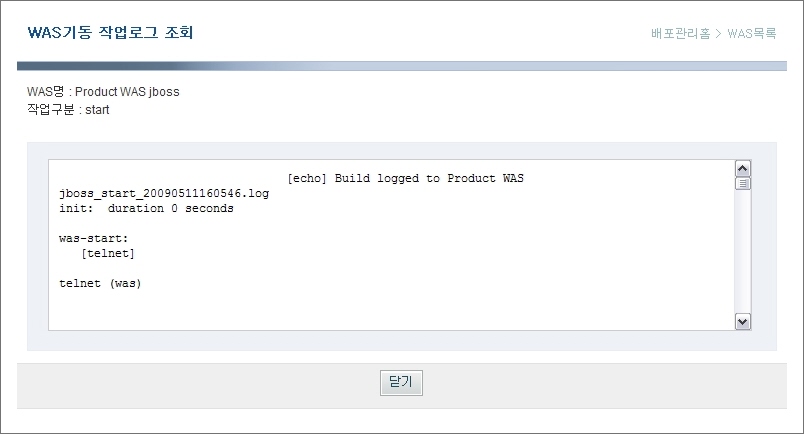 WAS기동 작업로그 조회
배포관리홈 > WAS목록
WAS명 : Product WAS jboss
작업구분 : start
[echo] Build logged to Product WAS
jboss_start_20090511160546.log
init:  duration 0 seconds
was-start:
[telnet]
telnet (was)
닫기